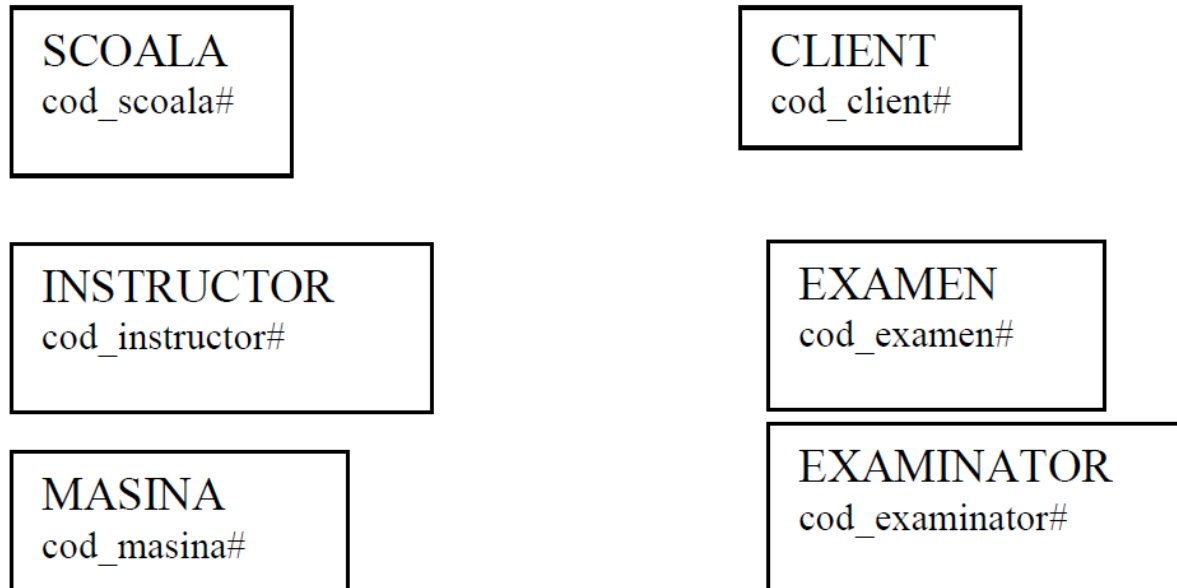 SCOALA
cod_scoala#
CLIENT
cod_client#
INSTRUCTOR
cod_instructor#
EXAMEN
cod_examen#
MASINA
cod_masina#
EXAMINATOR
cod_examinator#